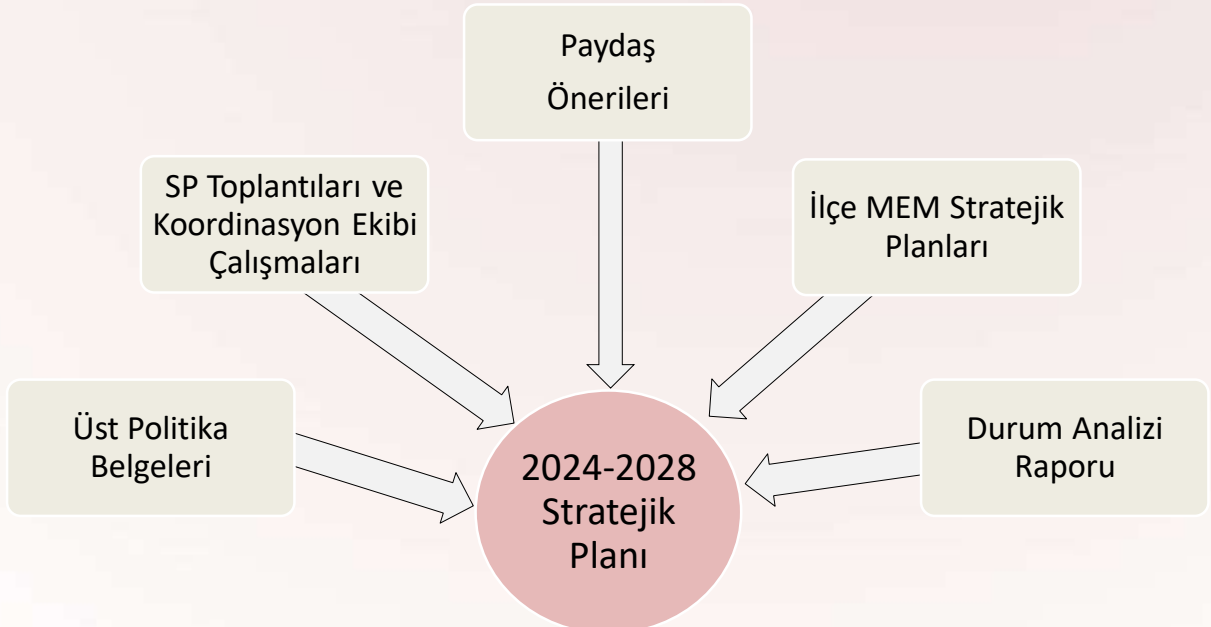 Paydaş
Önerileri
SP Toplantıları ve
Koordinasyon Ekibi
Çalışmaları
İlçe MEM Stratejik
Planları
Üst Politika
Belgeleri
Durum Analizi
Raporu
2024-2028
Stratejik
Planı